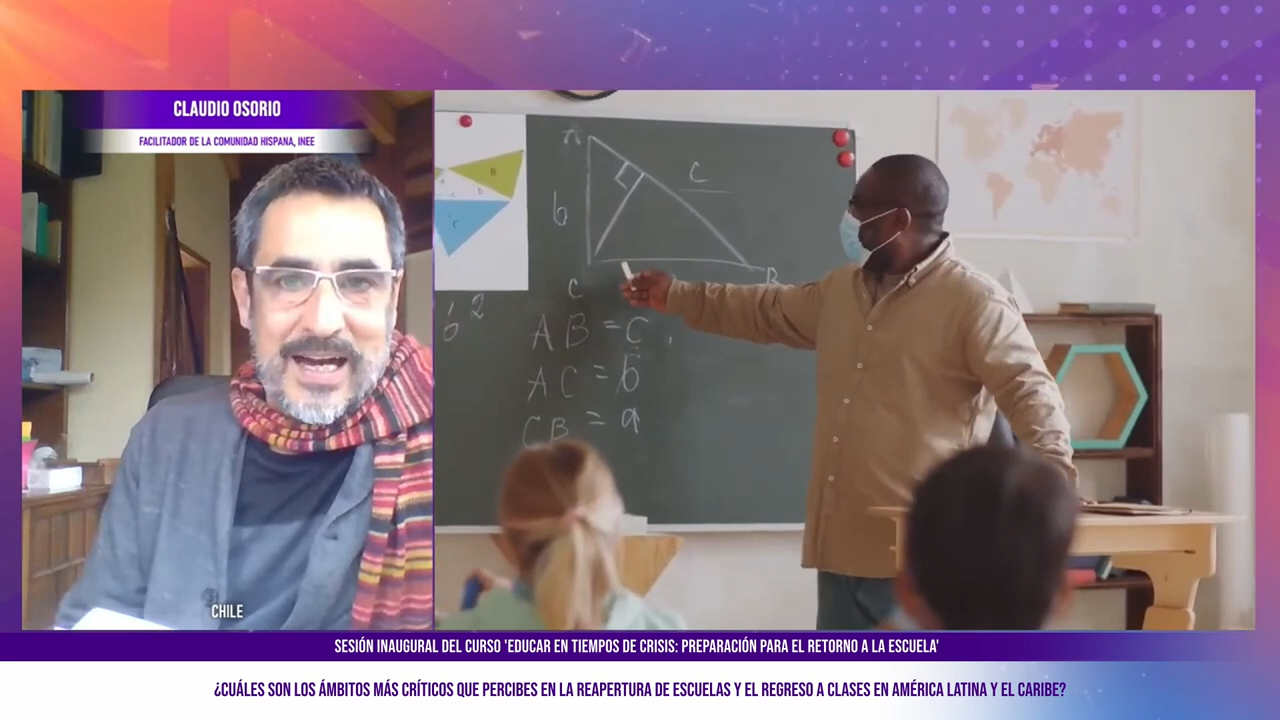 CLAUDIO OSORIO
FACILITADOR DE LA COMUNIDAD HISPANA, INEE
A
B
b
c
C
b
c
B
b²
AB = c
AC = b
CB = a
CHILE
SESIÓN INAUGURAL DEL CURSO 'EDUCAR EN TIEMPOS DE CRISIS: PREPARACIÓN PARA EL RETORNO A LA ESCUELA'
¿CUÁLES SON LOS ÁMBITOS MÁS CRÍTICOS QUE PERCIBES EN LA REAPERTURA DE ESCUELAS Y EL REGRESO A CLASES EN AMÉRICA LATINA Y EL CARIBE?